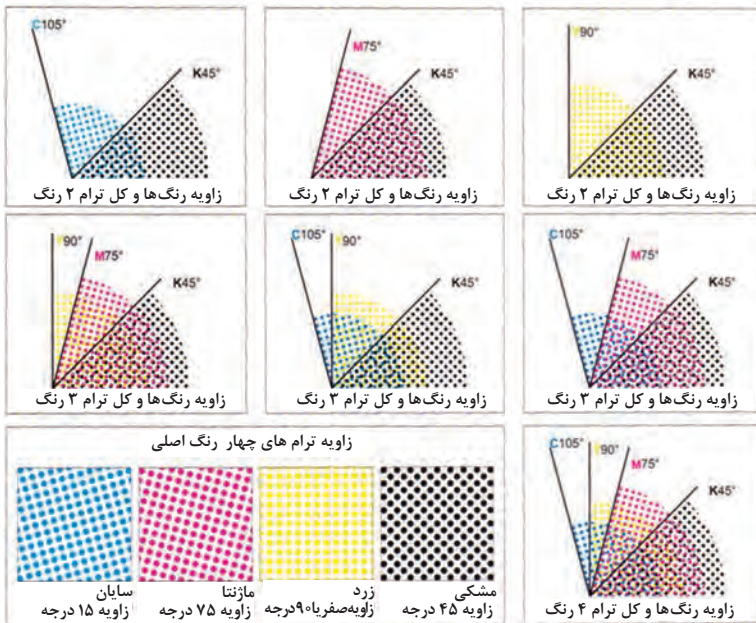 C105°
K45°
زاویه رنگ‌ها و کل ترام ۲ رنگ
M75°
K45°
زاویه رنگ‌ها و کل ترام ۲ رنگ
Y90°
K45°
زاویه رنگ‌ها و کل ترام ۲ رنگ
Y90°
M75°
K45°
زاویه رنگ‌ها و کل ترام ۳ رنگ
C105°
Y90°
K45°
زاویه رنگ‌ها و کل ترام ۳ رنگ
C105°
M75°
K45°
زاویه رنگ‌ها و کل ترام ۳ رنگ
زاویه ترام های چهار رنگ اصلی
سایان
زاویه ۱۵ درجه
ماژنتا
زاویه ۷۵ درجه
زرد
زاویه‌صفریا۹۰درجه
مشکی
زاویه ۴۵ درجه
C105°
Y90°
M75°
K45°
زاویه رنگ‌ها و کل ترام ۴ رنگ